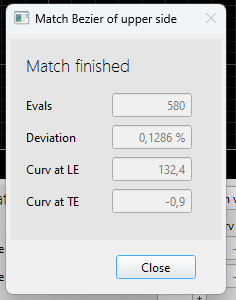 Match Bezier of upper side
Match finished
Evals 580
Deviation 0,1286 %
Curv at LE 132,4
Curv at TE -0,9
Close